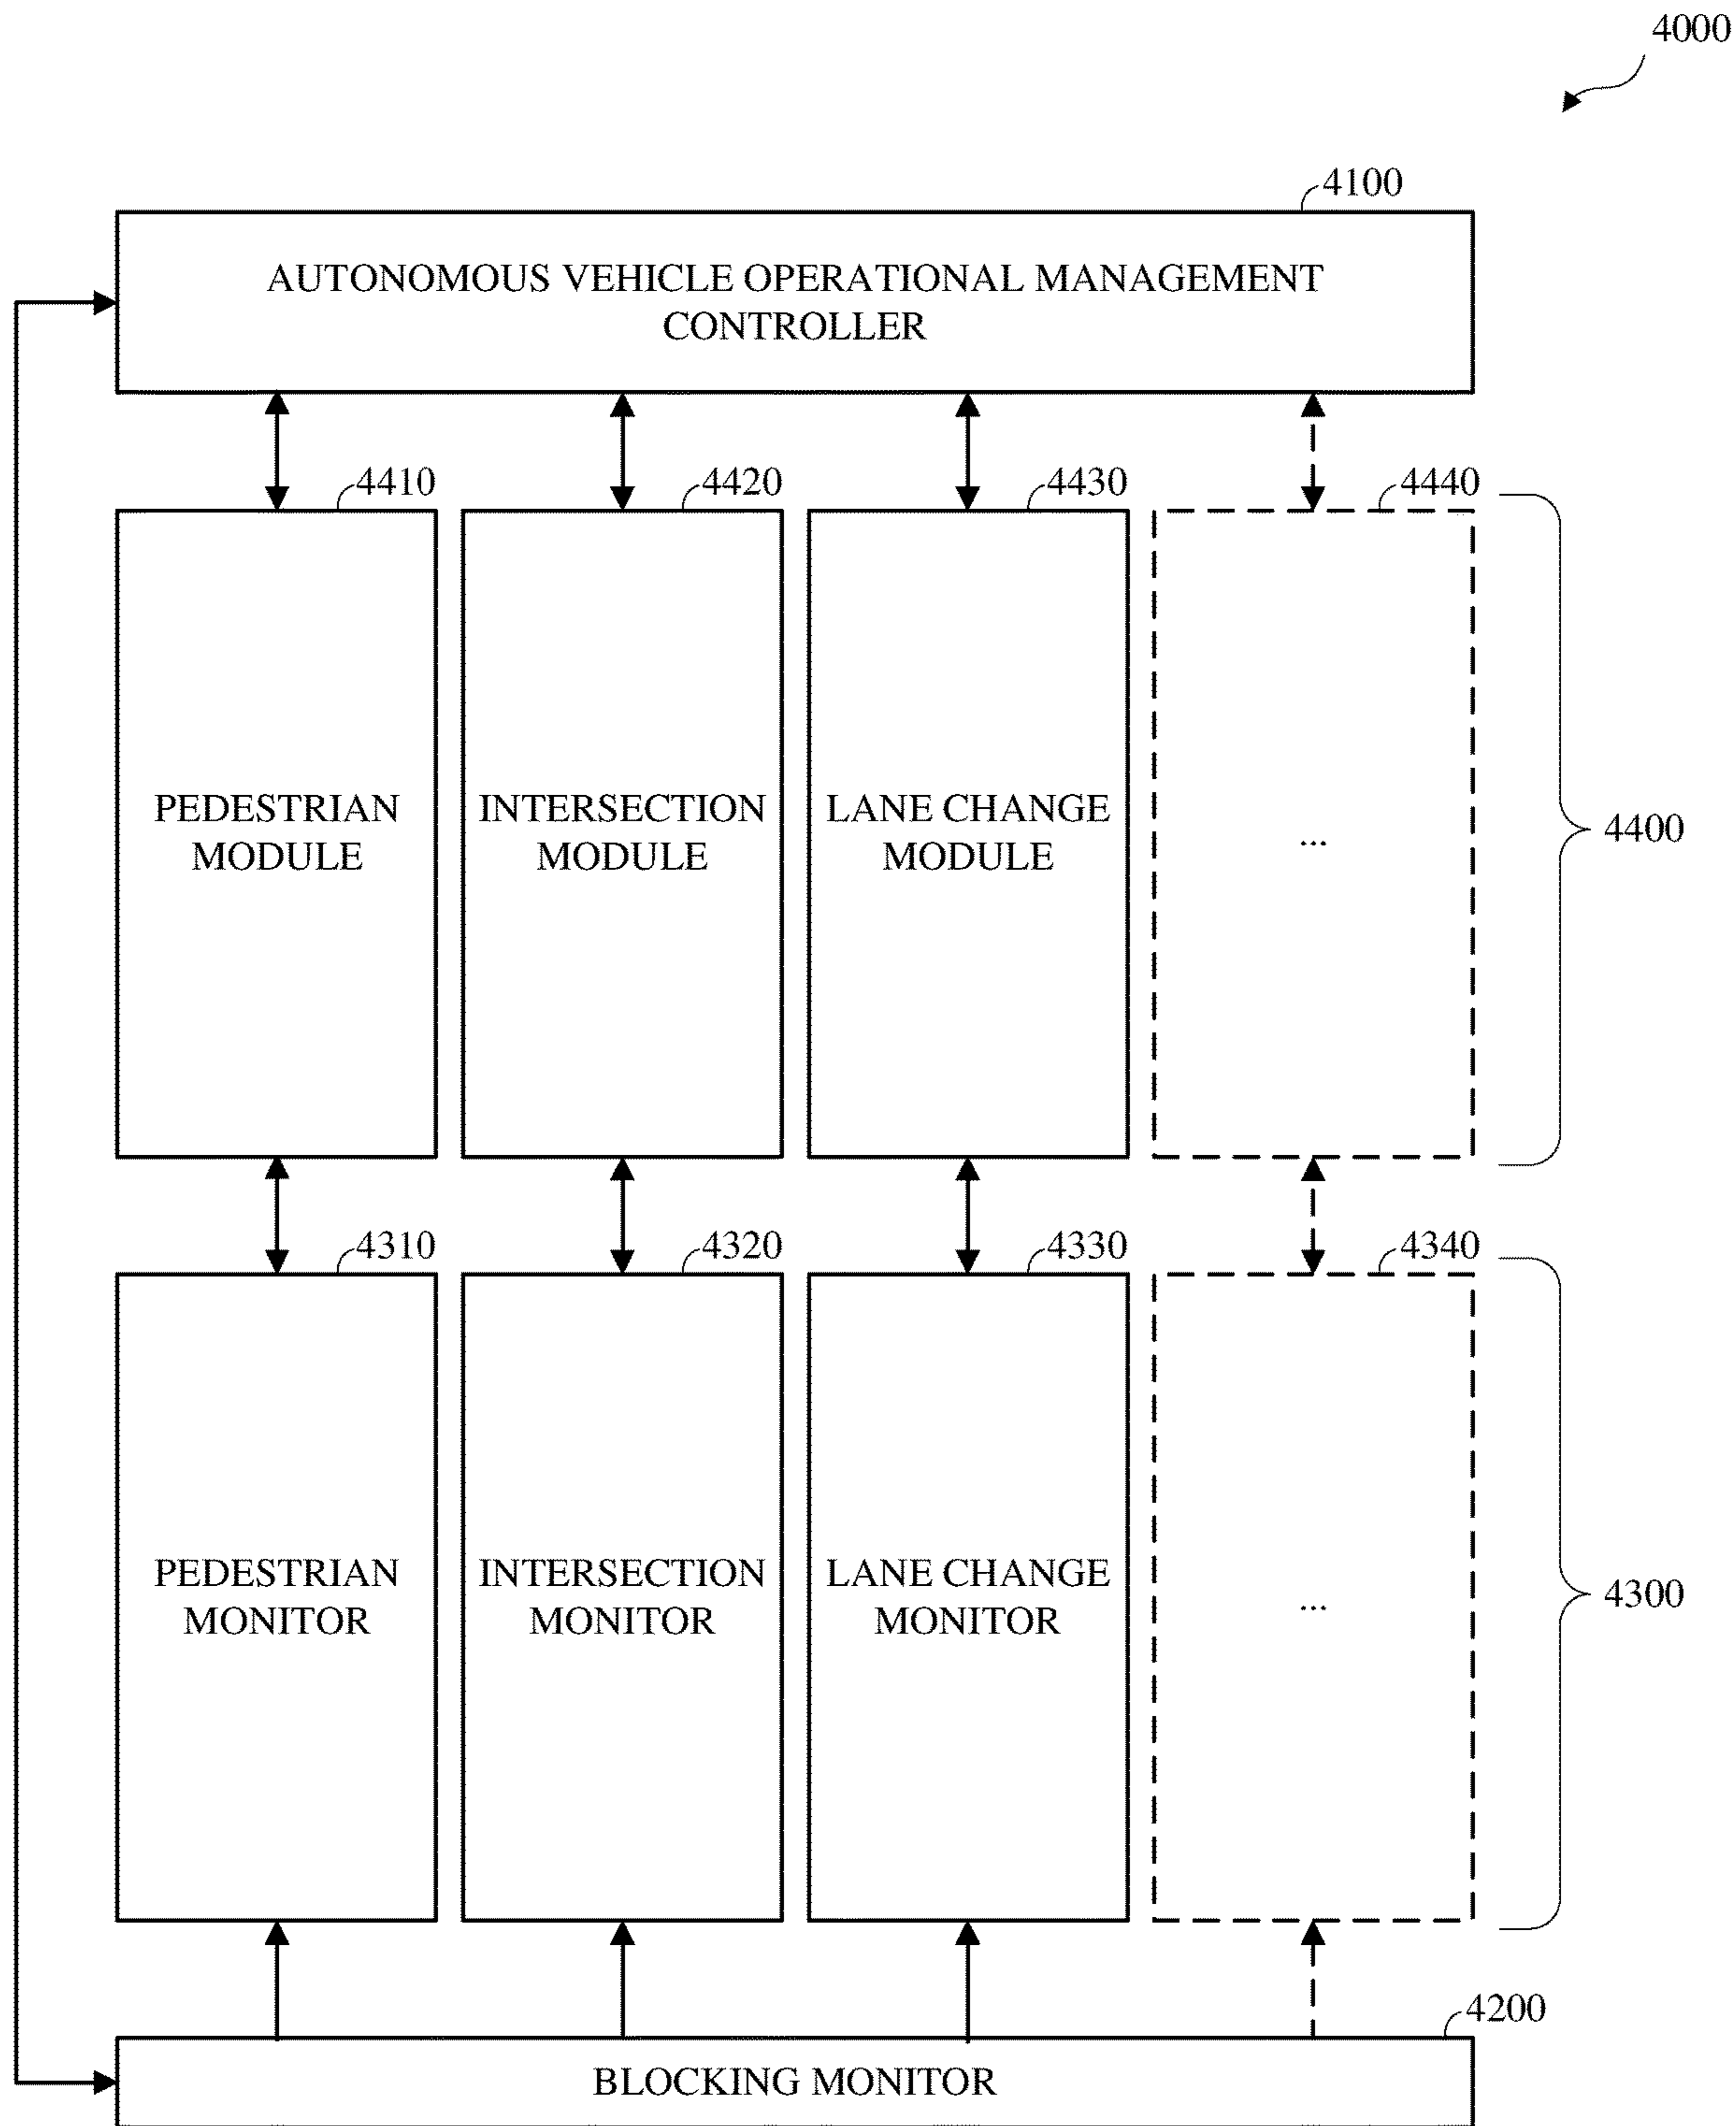 4000
4100
AUTONOMOUS VEHICLE OPERATIONAL MANAGEMENT
CONTROLLER
4410
4420
4430
4440
PEDESTRIAN
MODULE
INTERSECTION
MODULE
LANE CHANGE
MODULE
...
4400
4310
4320
4330
4340
PEDESTRIAN
MONITOR
INTERSECTION
MONITOR
LANE CHANGE
MONITOR
...
4300
4200
BLOCKING MONITOR